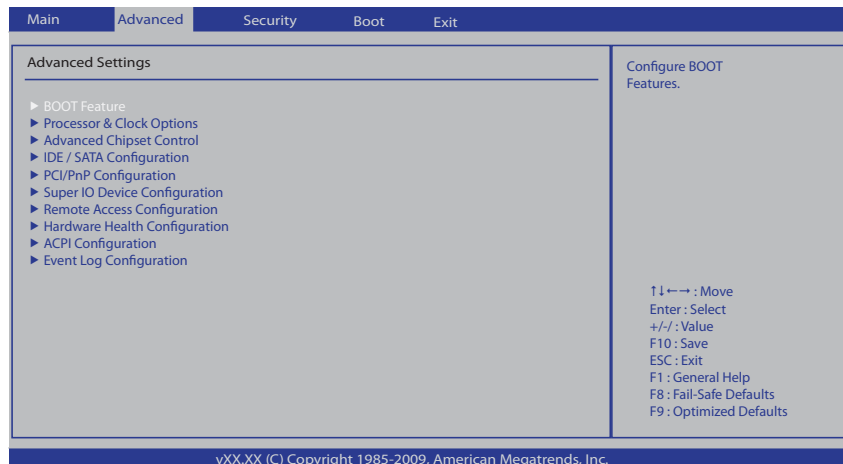 Main Advanced Security Boot Exit
Advanced Settings
▶ BOOT Feature
▶ Processor & Clock Options
▶ Advanced Chipset Control
▶ IDE / SATA Configuration
▶ PCI/PnP Configuration
▶ Super IO Device Configuration
▶ Remote Access Configuration
▶ Hardware Health Configuration
▶ ACPI Configuration
▶ Event Log Configuration
Configure BOOT
Features.
↑↓←→ : Move
Enter : Select
+/-/ : Value
F10 : Save
ESC : Exit
F1 : General Help
F8 : Fail-Safe Defaults
F9 : Optimized Defaults
vXX.XX (C) Copyright 1985-2009, American Megatrends, Inc.